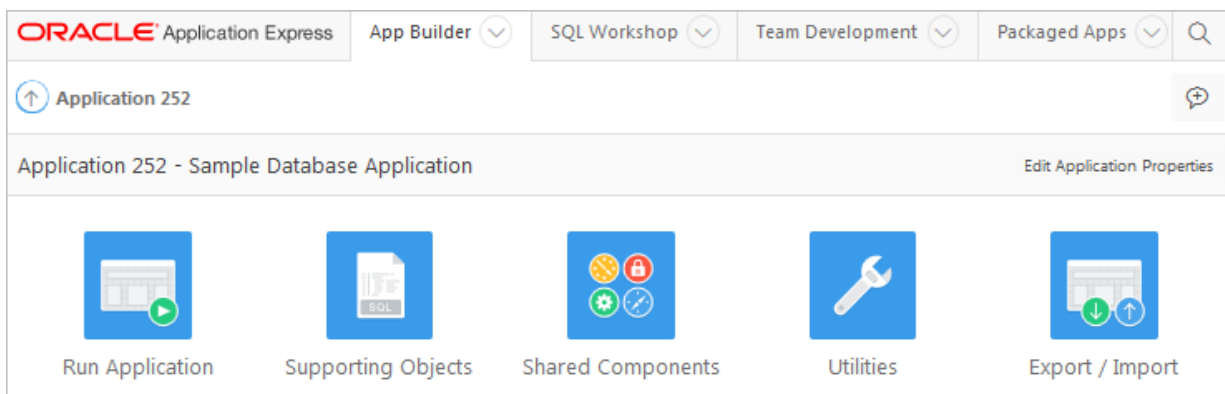 ORACLE Application Express App Builder SQL Workshop Team Development Packaged Apps
Application 252
Application 252 - Sample Database Application Edit Application Properties
SQL
Run Application Supporting Objects Shared Components Utilities Export / Import